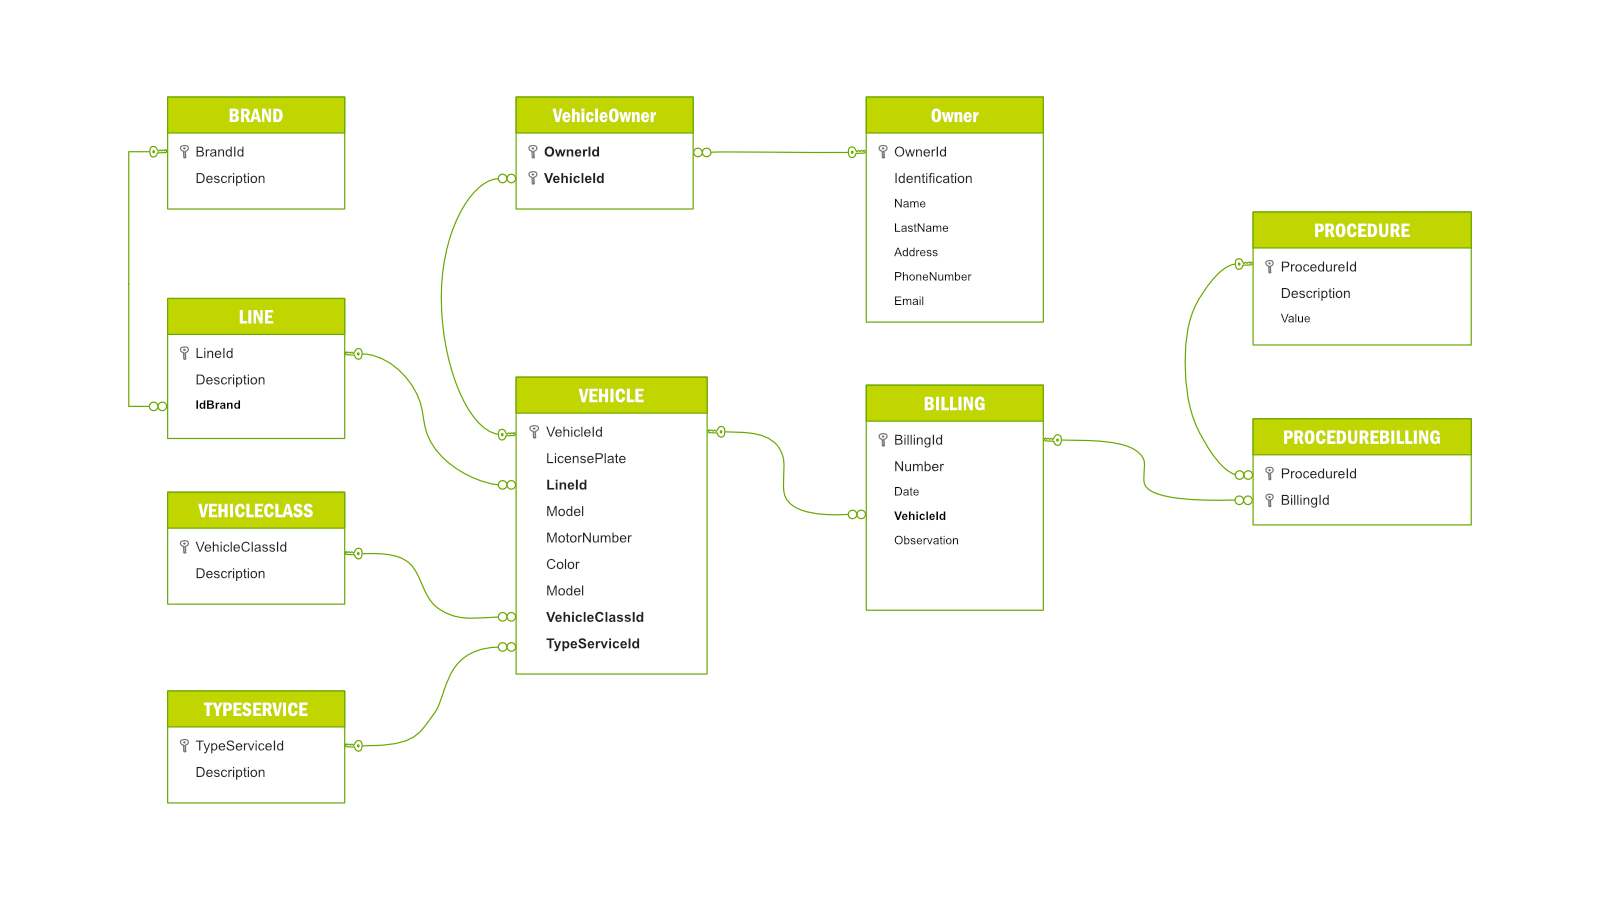 BRAND
BrandId
Description
VehicleOwner
OwnerId
VehicleId
Owner
OwnerId
Identification
Name
LastName
Address
PhoneNumber
Email
PROCEDURE
ProcedureId
Description
Value
LINE
LineId
Description
IdBrand
VEHICLE
VehicleId
LicensePlate
LineId
Model
MotorNumber
Color
Model
VehicleClassId
TypeServiceId
BILLING
BillingId
Number
Date
VehicleId
Observation
PROCEDUREBILLING
ProcedureId
BillingId
VEHICLECLASS
VehicleClassId
Description
TYPESERVICE
TypeServiceId
Description